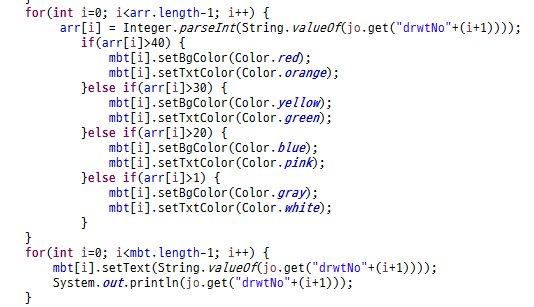 for(int i=0; i<arr.length-1; i++) {
arr[i] = Integer.parseInt(String.valueOf(jo.get("drwtNo"+(i+1))));
if(arr[i]>40) {
mbt[i].setBgColor(Color.red);
mbt[i].setTxtColor(Color.orange);
}else if(arr[i]>30) {
mbt[i].setBgColor(Color.yellow);
mbt[i].setTxtColor(Color.green);
}else if(arr[i]>20) {
mbt[i].setBgColor(Color.blue);
mbt[i].setTxtColor(Color.pink);
}else if(arr[i]>1) {
mbt[i].setBgColor(Color.gray);
mbt[i].setTxtColor(Color.white);
}
}
for(int i=0; i<mbt.length-1; i++) {
mbt[i].setText(String.valueOf(jo.get("drwtNo"+(i+1))));
System.out.println(jo.get("drwtNo"+(i+1)));
}